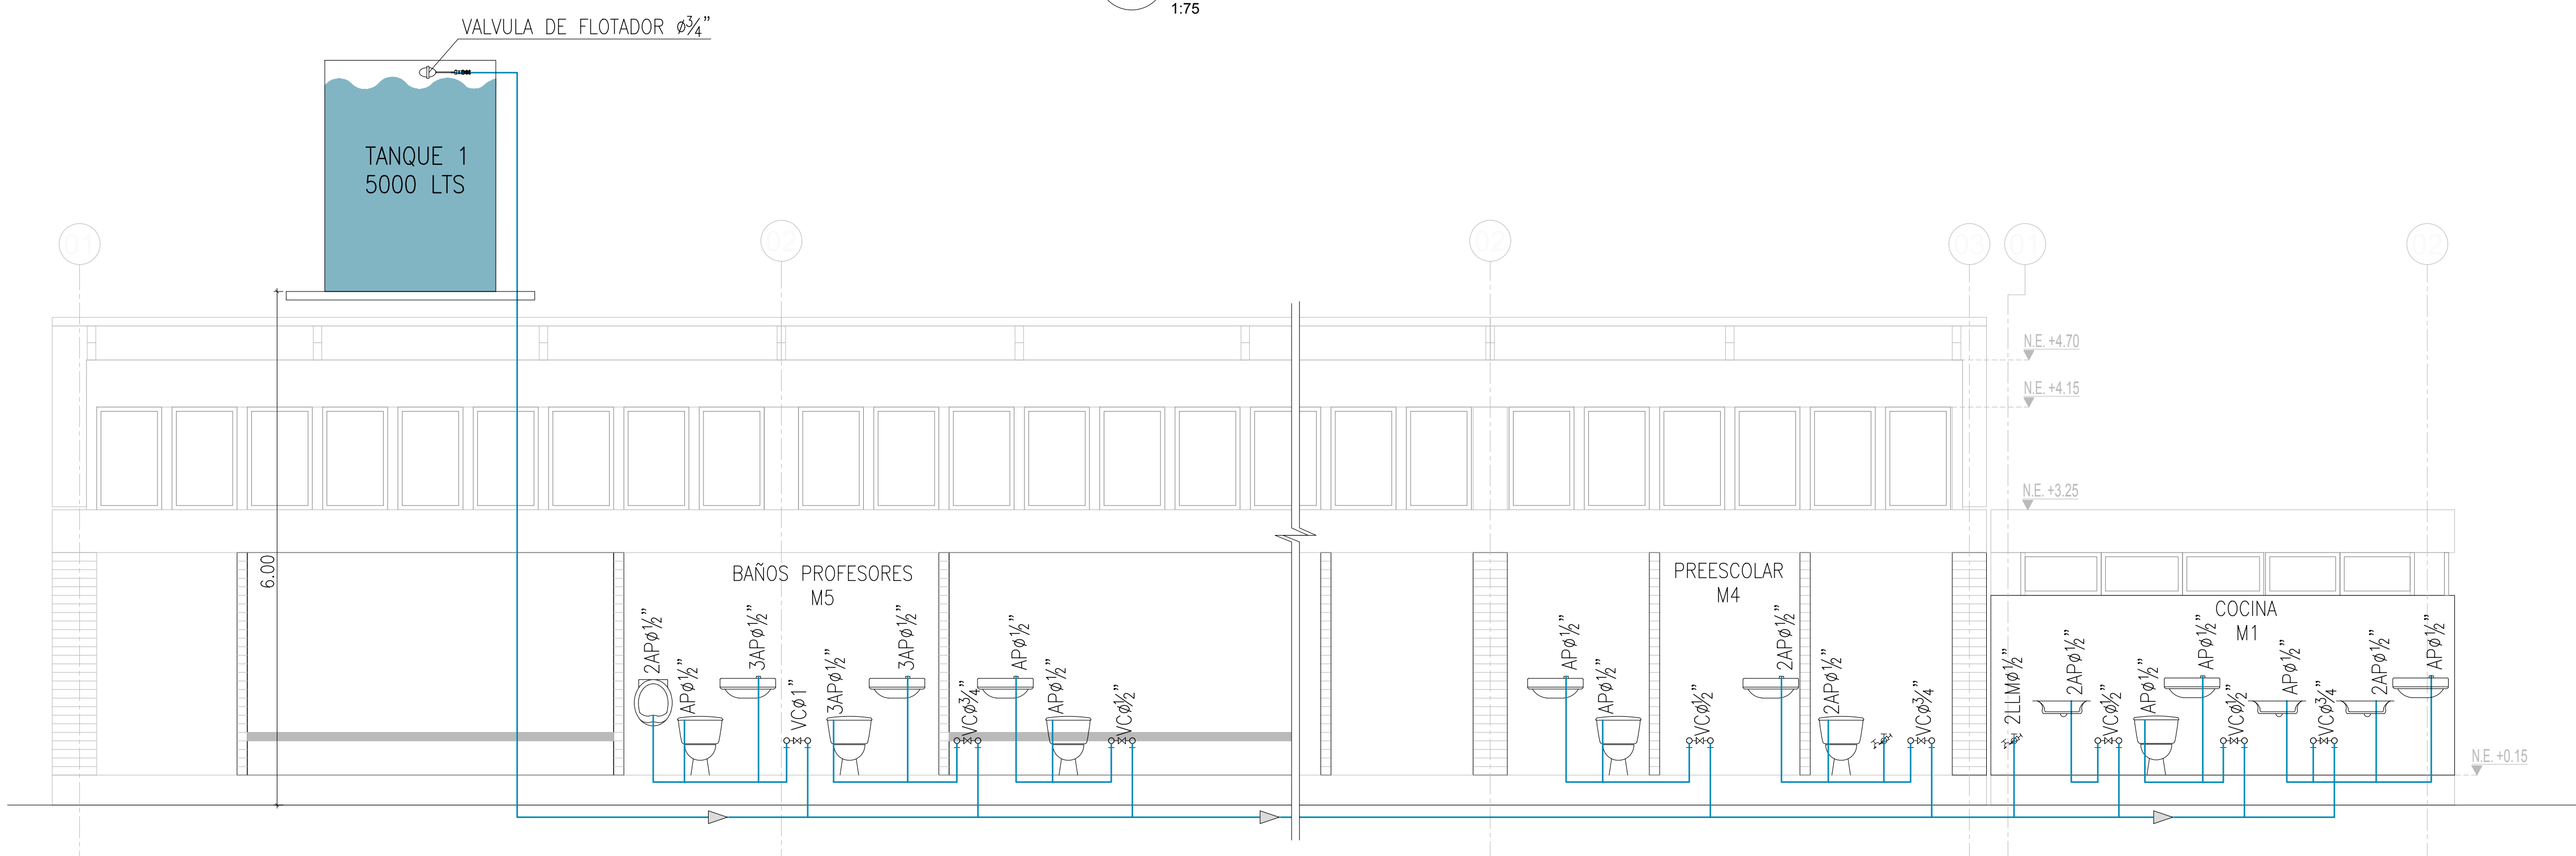 1:75
VALVULA DE FLOTADOR ø3/4"
TANQUE 1
5000 LTS
01
02
02
03
01
02
N.E. +4.70
N.E. +4.15
N.E. +3.25
N.E. +0.15
6.00
BAÑOS PROFESORES
M5
2APø1/2"
APø1/2"
3APø1/2"
VCø1"
3APø1/2"
3APø1/2"
VCø3/4"
APø1/2"
APø1/2"
VCø1/2"
PREESCOLAR
M4
APø1/2"
APø1/2"
VCø1/2"
2APø1/2"
2APø1/2"
VCø3/4"
COCINA
M1
2LLMø1/2"
2APø1/2"
VCø1/2"
APø1/2"
APø1/2"
VCø1/2"
APø1/2"
VCø3/4"
2APø1/2"
APø1/2"